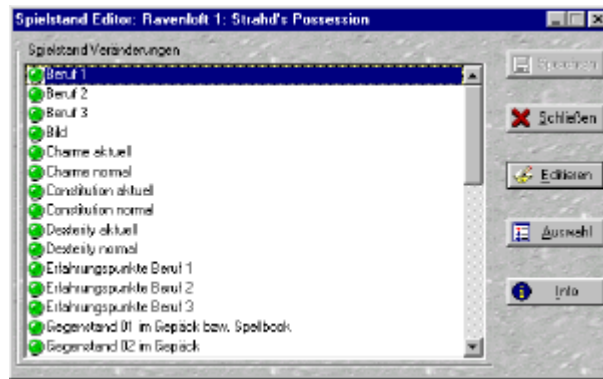 Spielstand Editor: Ravenloft 1: Strahd's Possession
Spielstand Veränderungen
Beruf 1
Beruf 2
Beruf 3
Bild
Charme aktuell
Charme normal
Constitution aktuell
Constitution normal
Dexterity aktuell
Dexterity normal
Erfahrungspunkte Beruf 1
Erfahrungspunkte Beruf 2
Erfahrungspunkte Beruf 3
Gegenstand 01 im Gepäck bzw. Spellbook
Gegenstand 02 im Gepäck
Speichern
Schließen
Editieren
Auswahl
Info